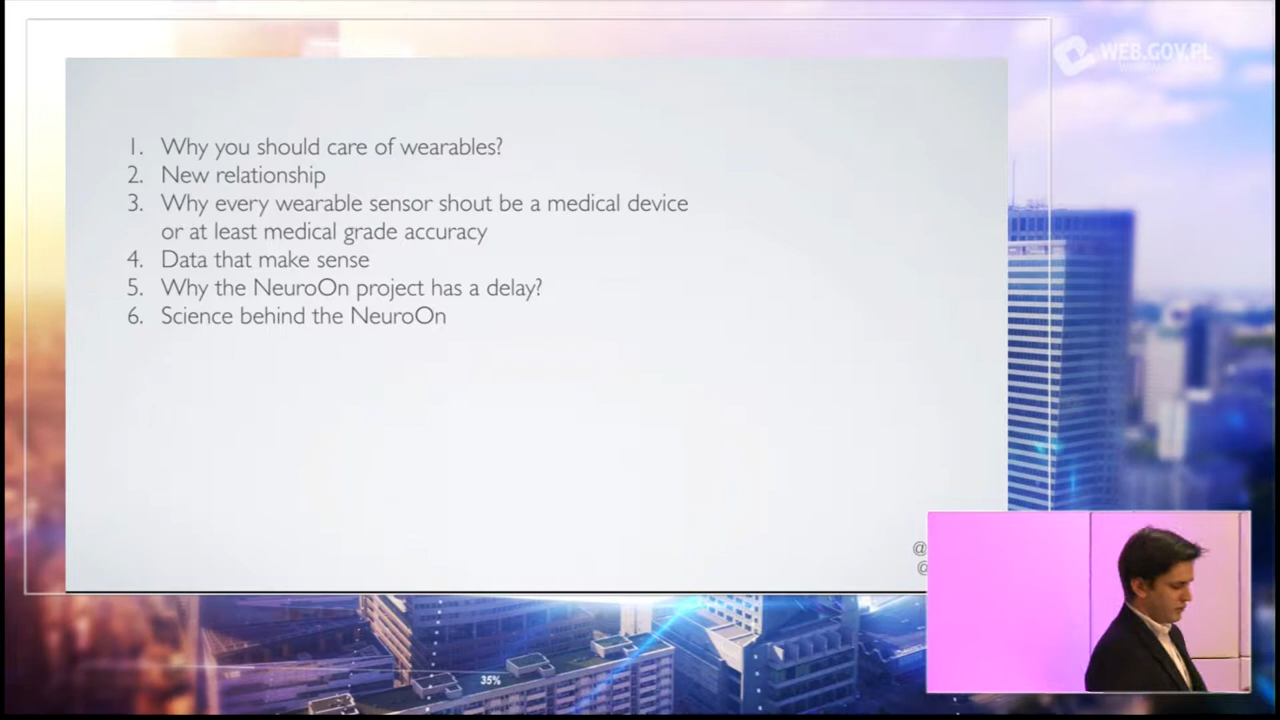 WEB.GOV.PL
1. Why you should care of wearables?
2. New relationship
3. Why every wearable sensor shout be a medical device
or at least medical grade accuracy
4. Data that make sense
5. Why the NeuroOn project has a delay?
6. Science behind the NeuroOn
@
@
35%